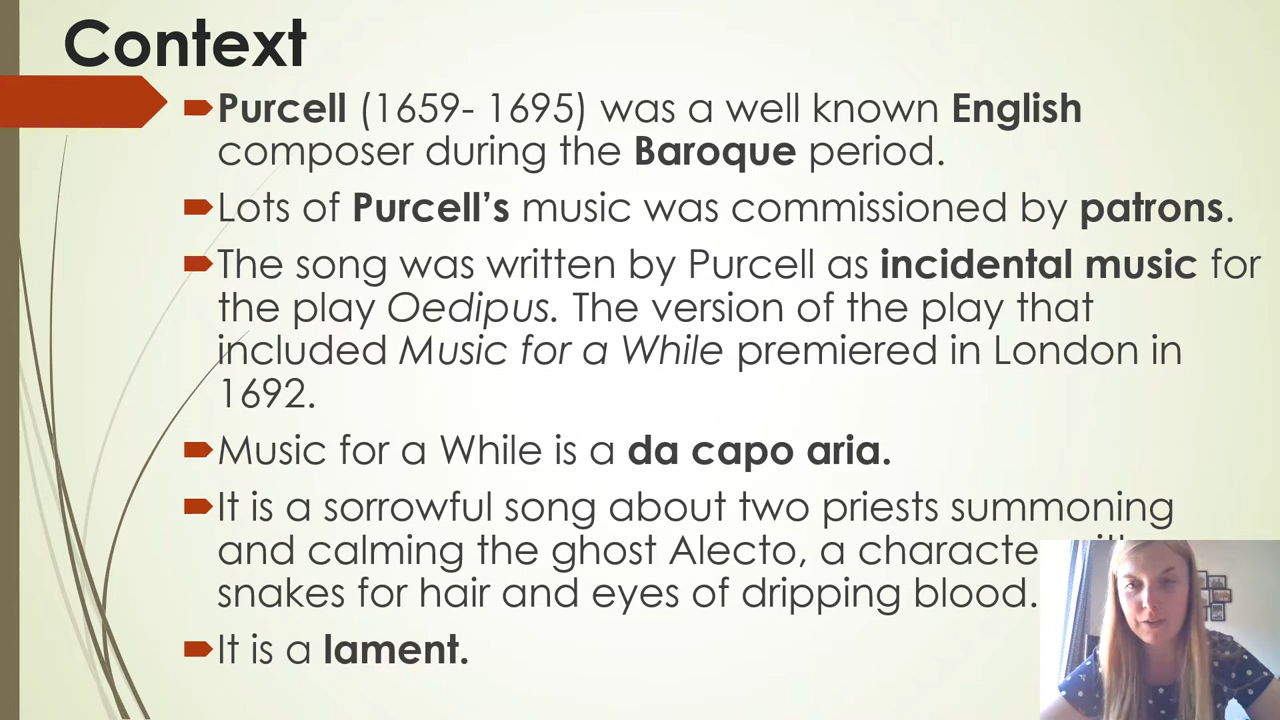 Context
Purcell (1659- 1695) was a well known English
composer during the Baroque period.
Lots of Purcell's music was commissioned by patrons.
The song was written by Purcell as incidental music for
the play Oedipus. The version of the play that
included Music for a While premiered in London in
1692.
Music for a While is a da capo aria.
It is a sorrowful song about two priests summoning
and calming the ghost Alecto, a
snakes for hair and eyes of dripping blood.
It is a lament.